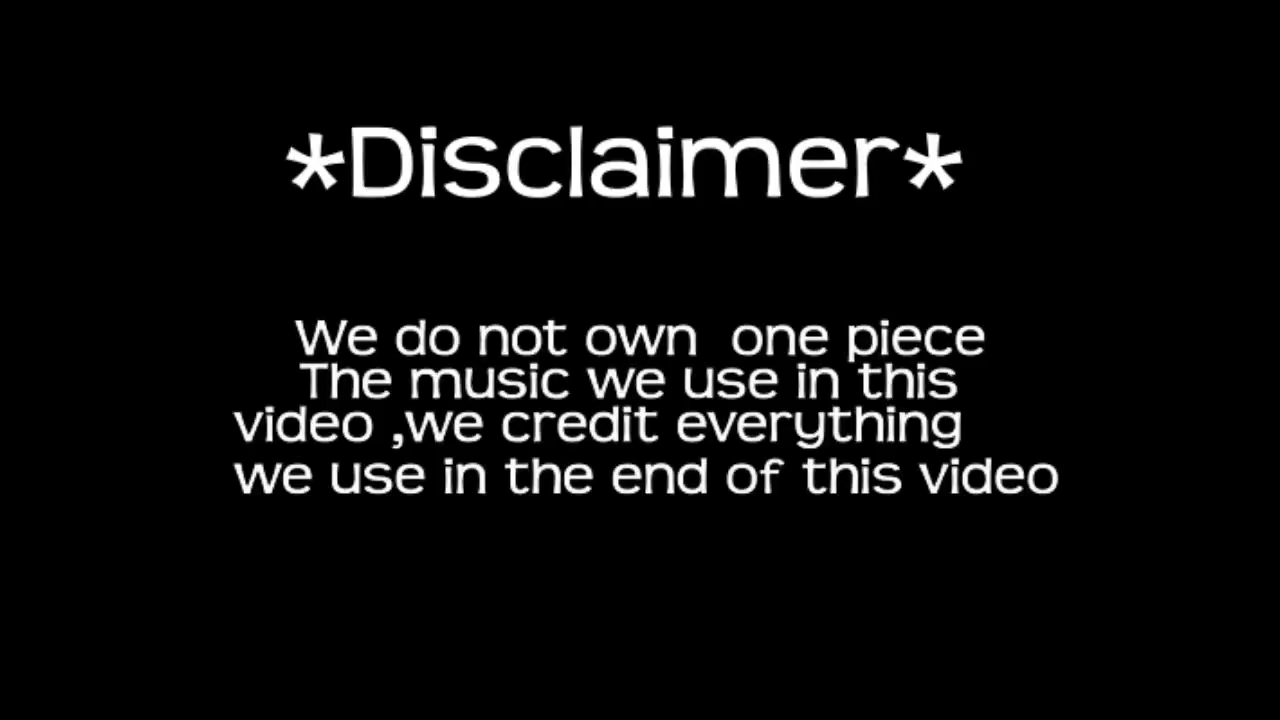 *Disclaimer*
We do not own  one piece
The music we use in this
video ,we credit everything
we use in the end of this video